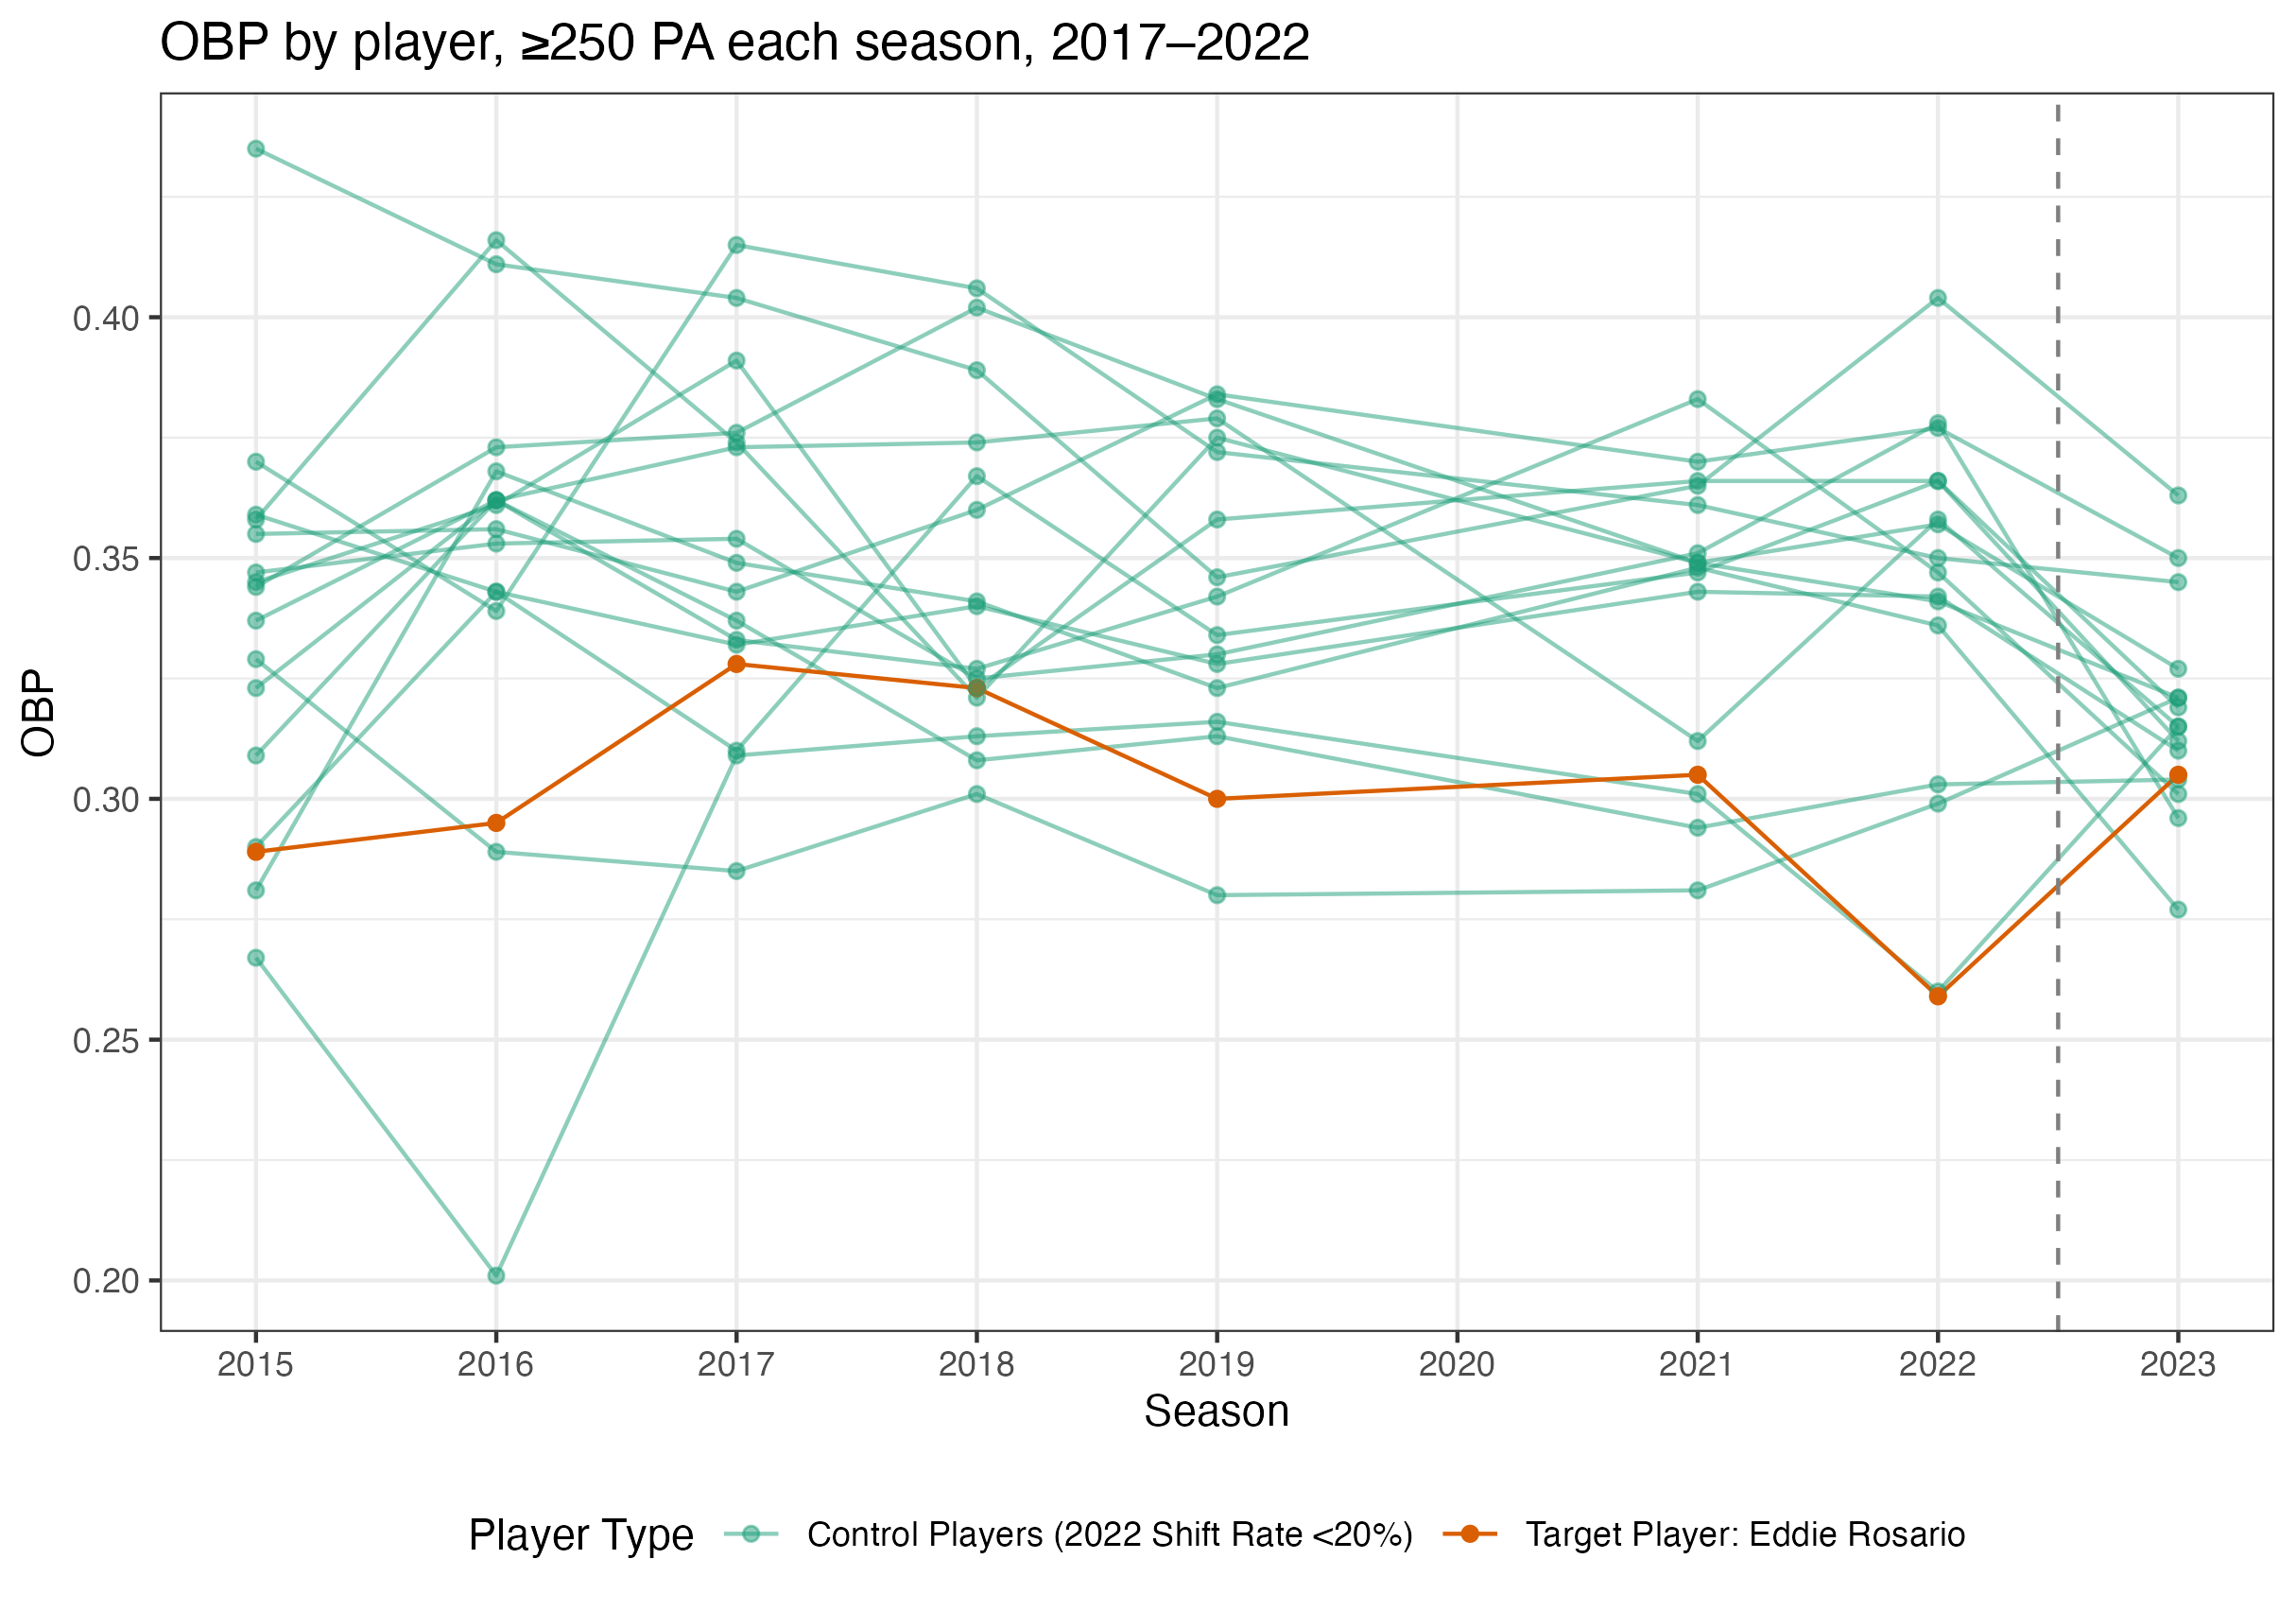 OBP by player, ≥250 PA each season, 2017–2022
OBP
0.40
0.35
0.30
0.25
0.20
2015 2016 2017 2018 2019 2020 2021 2022 2023
Season
Player Type Control Players (2022 Shift Rate <20%) Target Player: Eddie Rosario